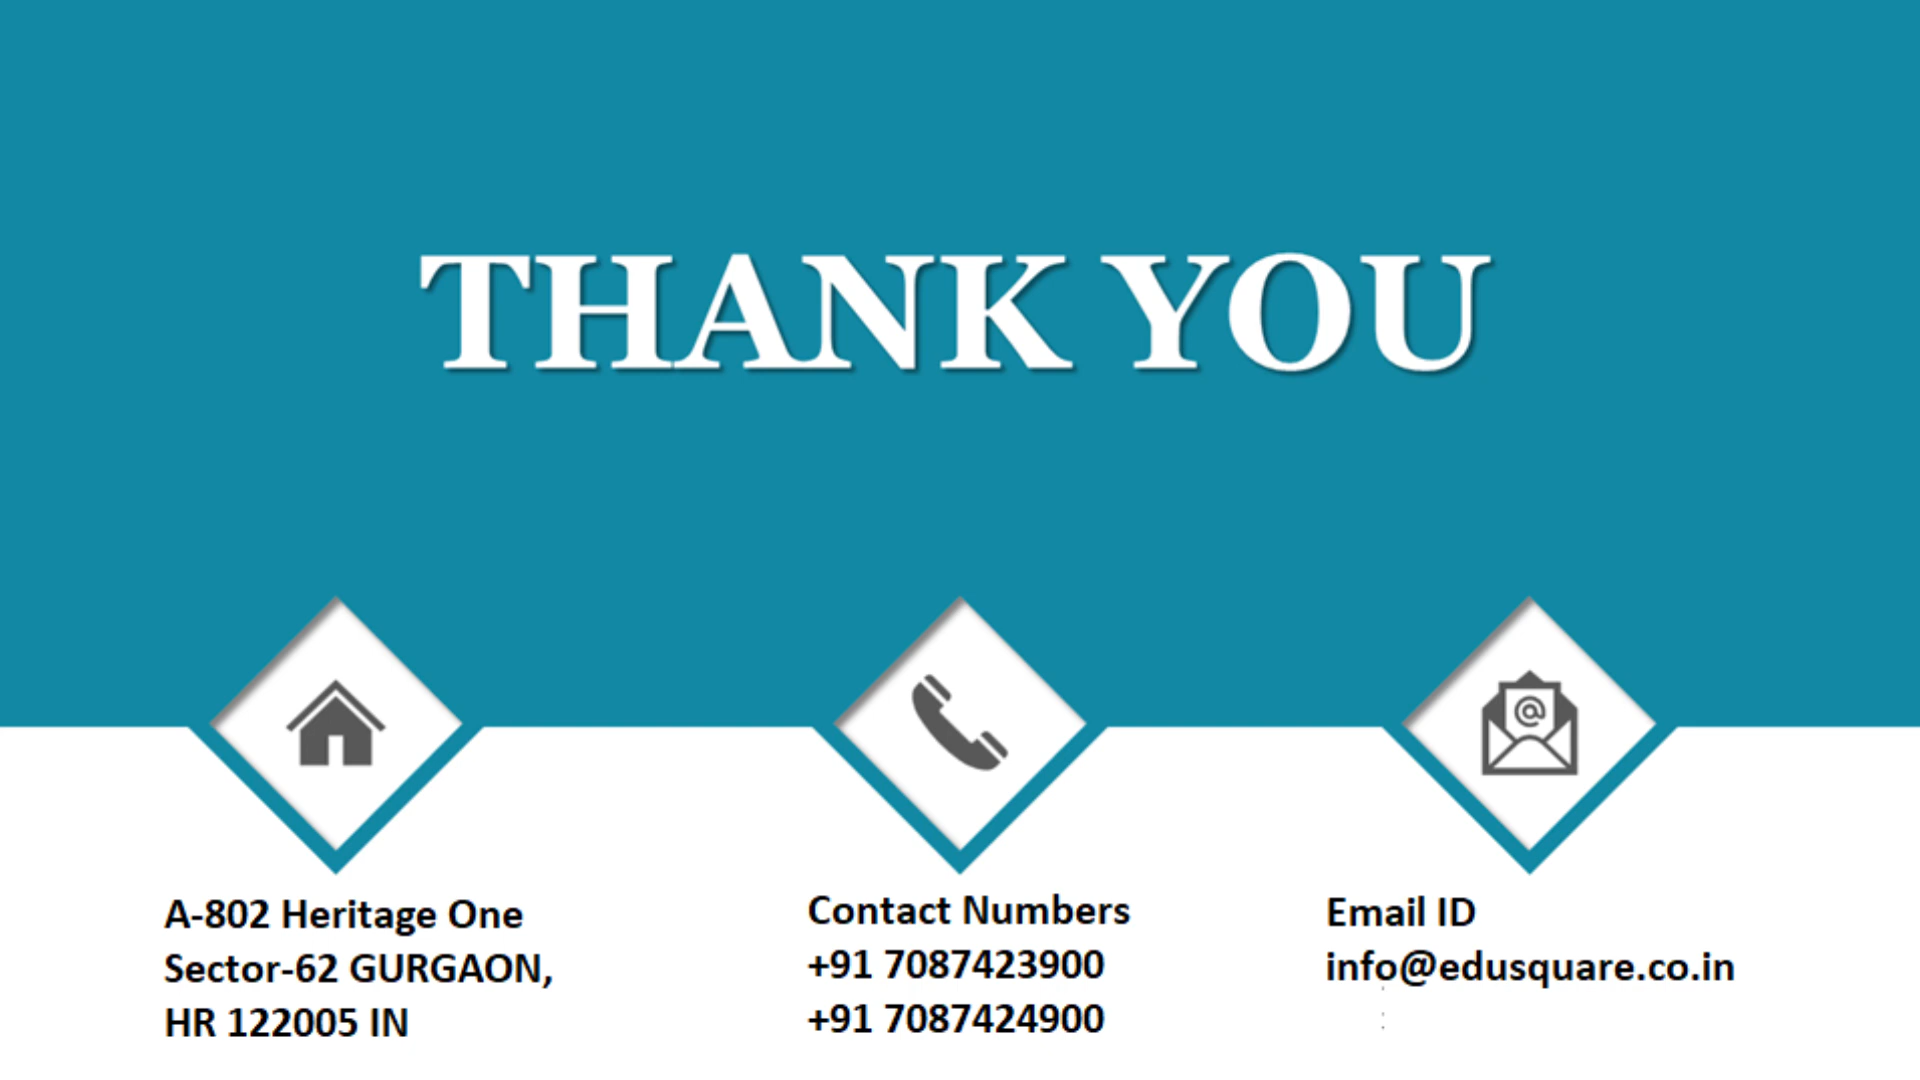 THANK YOU
A-802 Heritage One
Sector-62 GURGAON,
HR 122005 IN
Contact Numbers
+91 7087423900
+91 7087424900
Email ID
info@edusquare.co.in